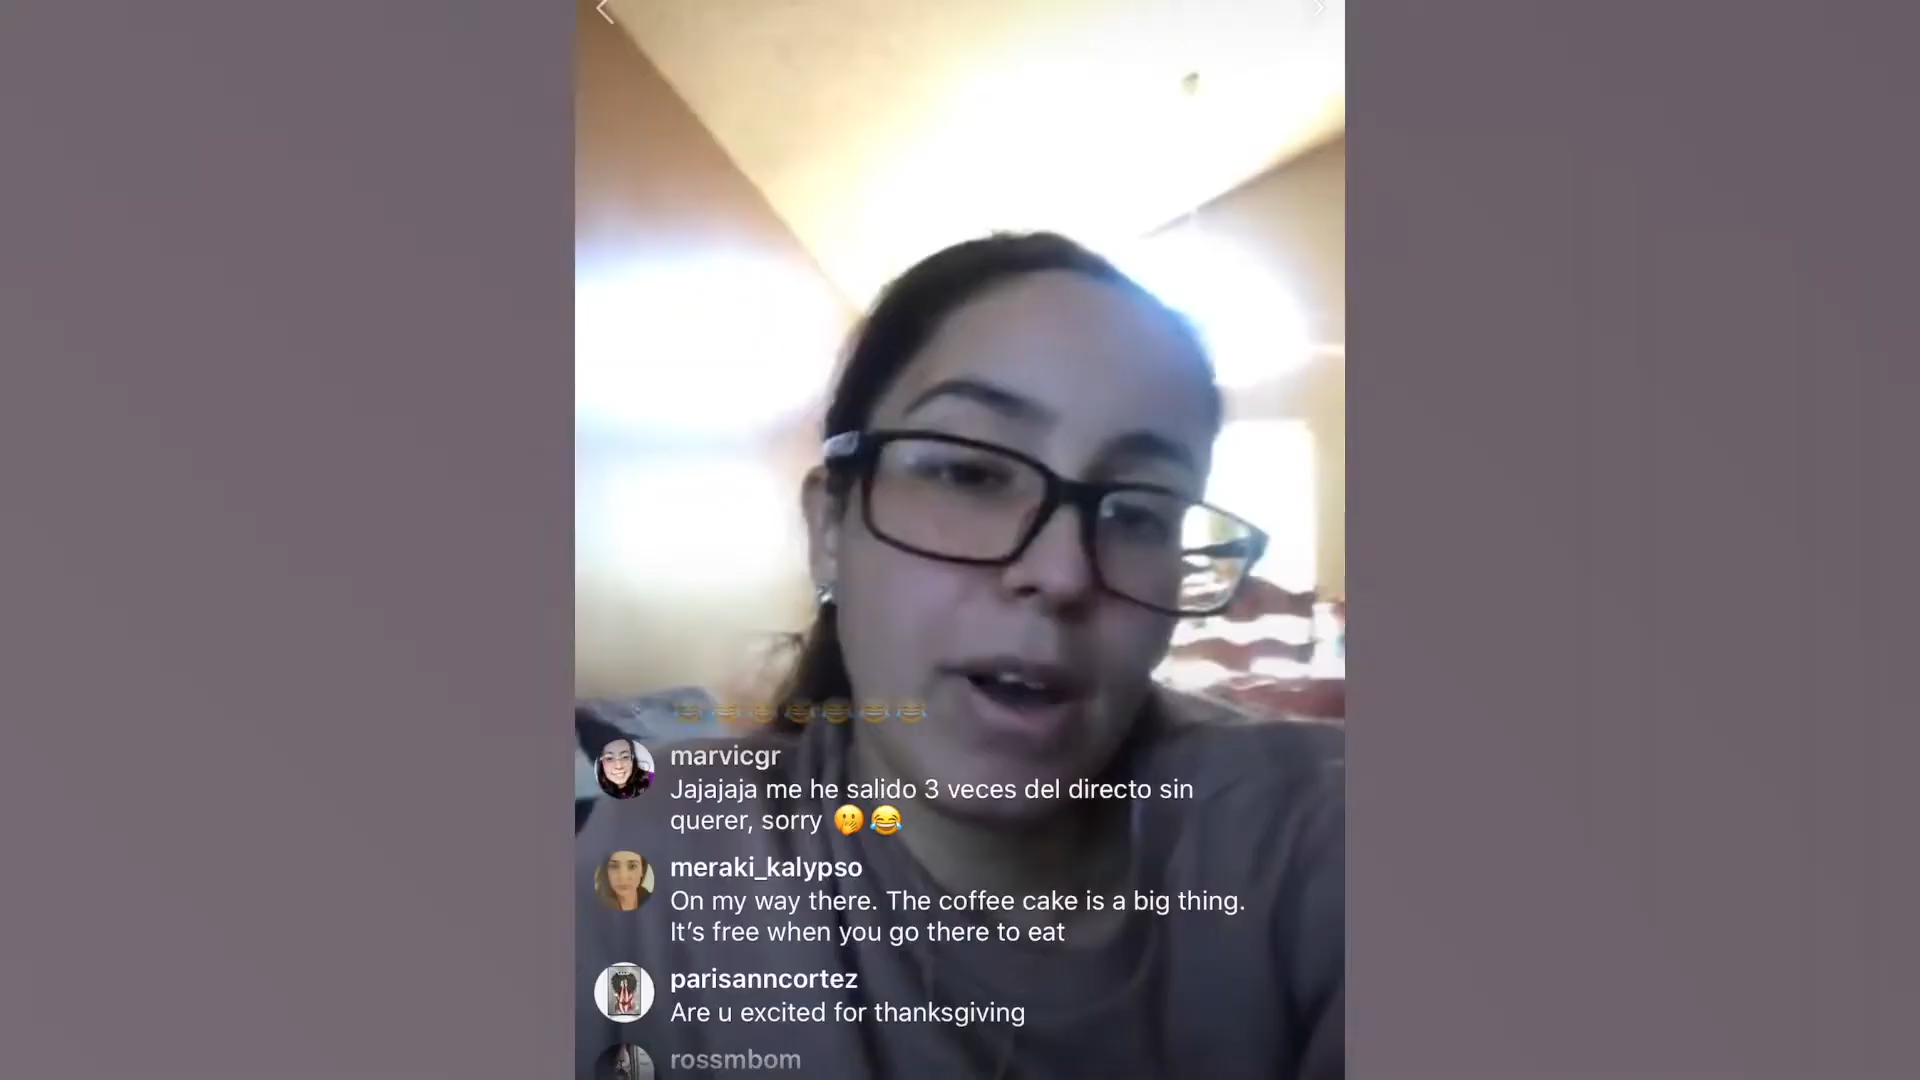 marvicgr
Jajajaja me he salido 3 veces del directo sin
querer, sorry 🤭😂
meraki_kalypso
On my way there. The coffee cake is a big thing.
It’s free when you go there to eat
parisanncortez
Are u excited for thanksgiving
rossmbom